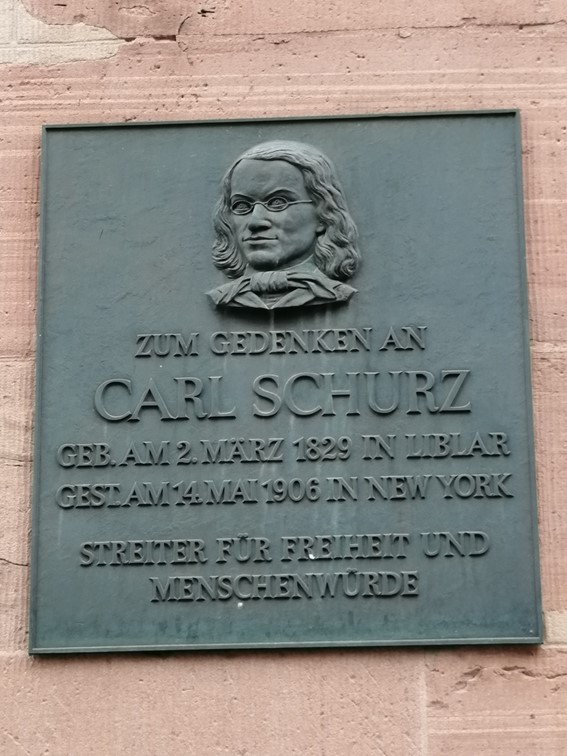 ZUM GEDENKEN AN
CARL SCHURZ
GEB. AM 2. MÄRZ 1829 IN LIBLAR
GEST. AM 14. MAI 1906 IN NEW YORK
STREITER FÜR FREIHEIT UND
MENSCHENWÜRDE